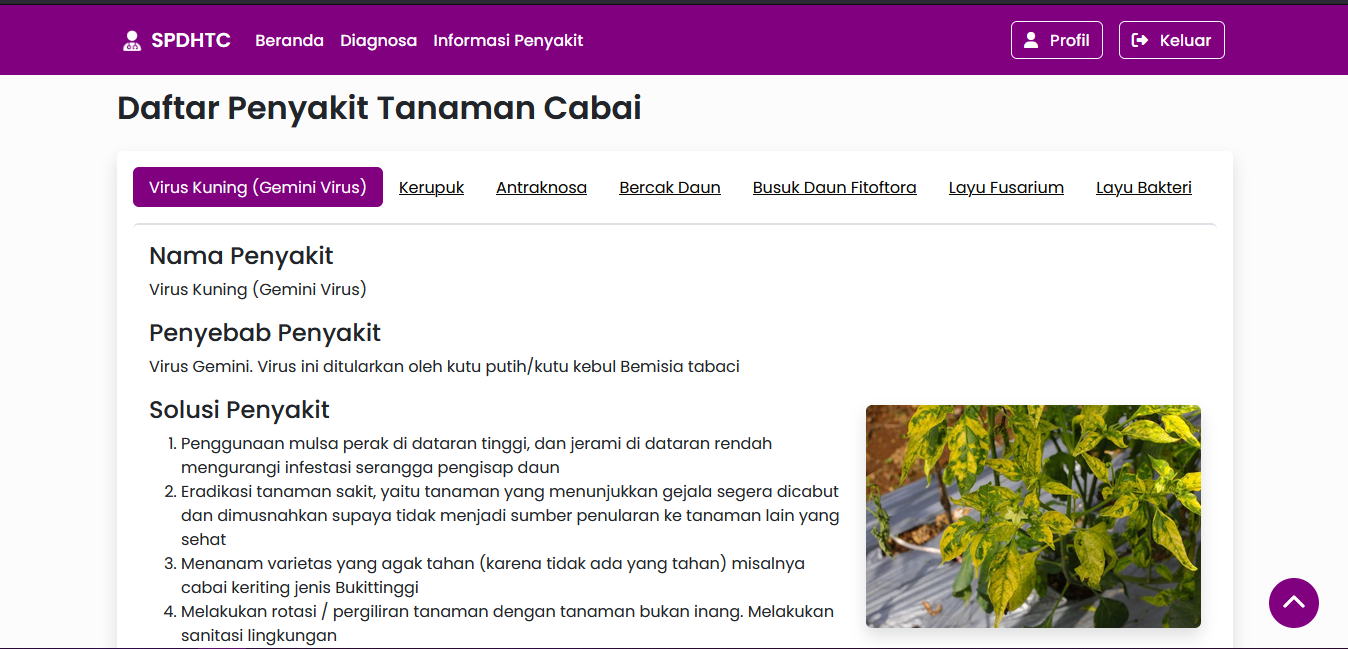 SPDHTC Beranda Diagnosa Informasi Penyakit Profil Keluar
Daftar Penyakit Tanaman Cabai
Virus Kuning (Gemini Virus) Kerupuk Antraknosa Bercak Daun Busuk Daun Fitoftora Layu Fusarium Layu Bakteri
Nama Penyakit
Virus Kuning (Gemini Virus)
Penyebab Penyakit
Virus Gemini. Virus ini ditularkan oleh kutu putih/kutu kebul Bemisia tabaci
Solusi Penyakit
1. Penggunaan mulsa perak di dataran tinggi, dan jerami di dataran rendah
mengurangi infestasi serangga pengisap daun
2. Eradikasi tanaman sakit, yaitu tanaman yang menunjukkan gejala segera dicabut
dan dimusnahkan supaya tidak menjadi sumber penularan ke tanaman lain yang
sehat
3. Menanam varietas yang agak tahan (karena tidak ada yang tahan) misalnya
cabai keriting jenis Bukittinggi
4. Melakukan rotasi / pergiliran tanaman dengan tanaman bukan inang. Melakukan
sanitasi lingkungan